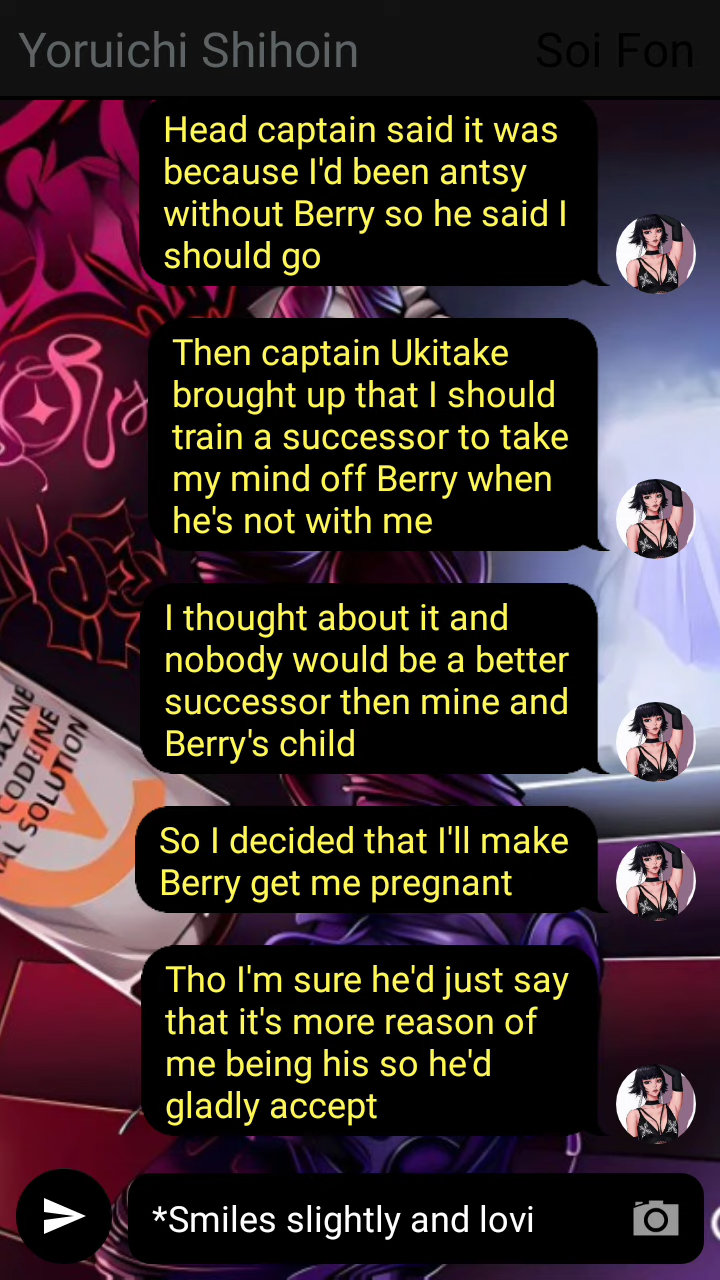 Yoruichi Shihoin
Soi Fon
Head captain said it was
because I'd been antsy
without Berry so he said I
should go
Then captain Ukitake
brought up that I should
train a successor to take
my mind off Berry when
he's not with me
I thought about it and
nobody would be a better
successor then mine and
Berry's child
So I decided that I'll make
Berry get me pregnant
Tho I'm sure he'd just say
that it's more reason of
me being his so he'd
gladly accept
AZINE
CODEINE
AL SOLUTION
*Smiles slightly and lovi